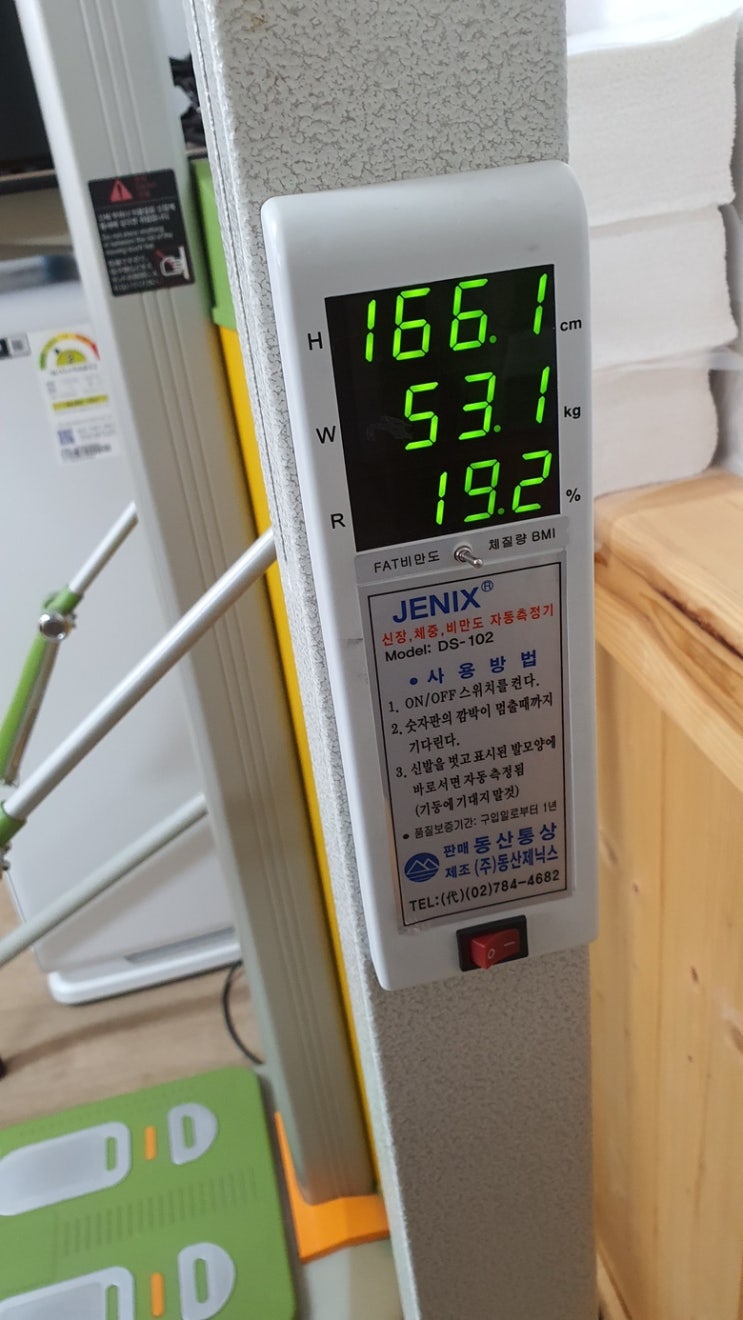 H 166.1 cm
W 53.1 kg
R 19.2 %
FAT비만도 체질량 BMI
JENIX®
신장,체중,비만도 자동측정기
Model: DS-102
• 사용방법
1. ON/OFF 스위치를 켠다.
2. 숫자판의 깜박이 멈출때까지
기다린다.
3. 신발을 벗고 표시된 발모양에
바로서면 자동 측정됨
(기둥에 기대지 말것)
• 품질보증기간: 구입일로부터 1년
판매 동산통상
제조 (주)동산제닉스
TEL:(代)(02)784-4682